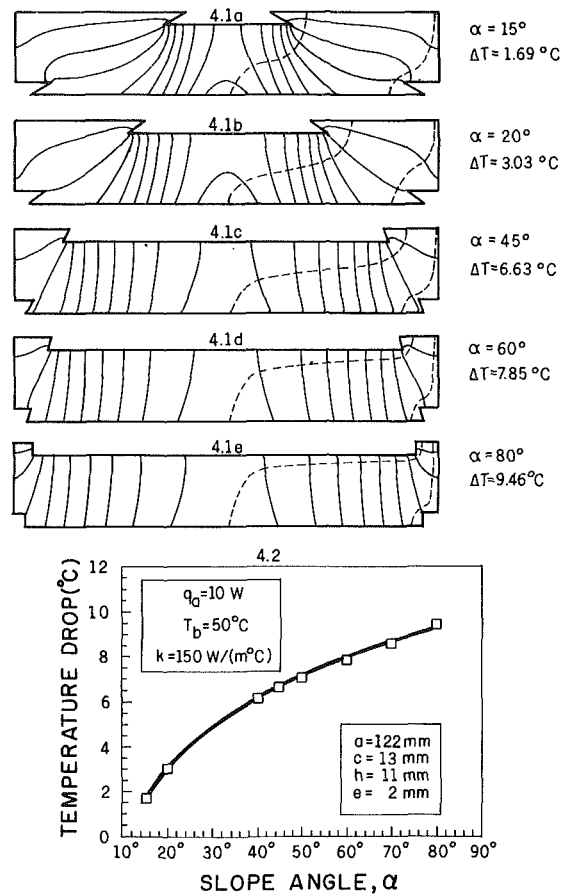 4.1a
α = 15°
ΔT= 1.69 °C
4.1b
α = 20°
ΔT= 3.03 °C
4.1c
α = 45°
ΔT=6.63 °C
4.1d
α = 60°
ΔT=7.85 °C
4.1e
α = 80°
ΔT=9.46°C
4.2
TEMPERATURE DROP(°C)
12
10
8
6
4
2
0
qₐ=10 W
T_b=50°C
k=150 W/(m°C)
a=122 mm
c= 13 mm
h= 11 mm
e= 2 mm
10° 20° 30° 40° 50° 60° 70° 80° 90°
SLOPE ANGLE, α